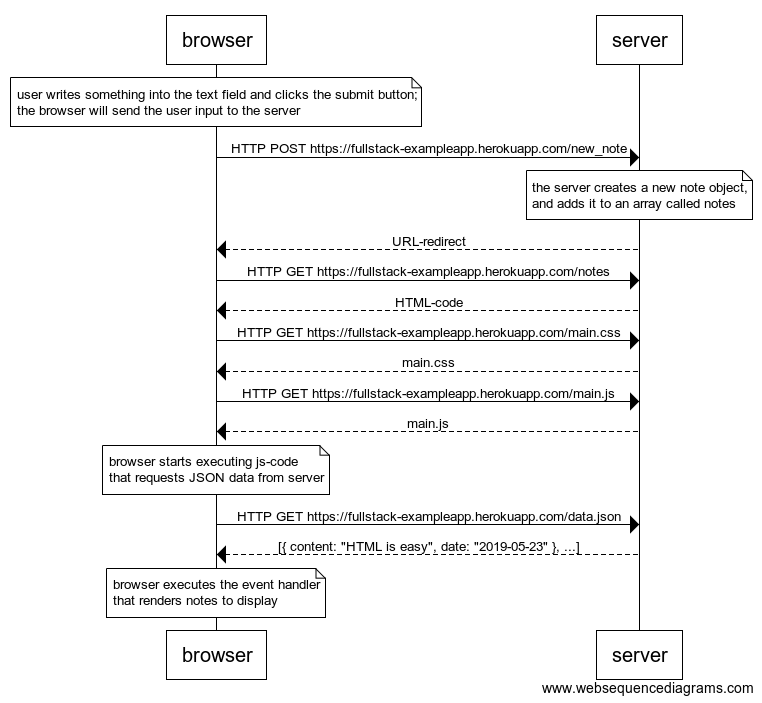 browser
server
user writes something into the text field and clicks the submit button;
the browser will send the user input to the server
HTTP POST https://fullstack-exampleapp.herokuapp.com/new_note
the server creates a new note object,
and adds it to an array called notes
URL-redirect
HTTP GET https://fullstack-exampleapp.herokuapp.com/notes
HTML-code
HTTP GET https://fullstack-exampleapp.herokuapp.com/main.css
main.css
HTTP GET https://fullstack-exampleapp.herokuapp.com/main.js
main.js
browser starts executing js-code
that requests JSON data from server
HTTP GET https://fullstack-exampleapp.herokuapp.com/data.json
[{ content: "HTML is easy", date: "2019-05-23" }, ...]
browser executes the event handler
that renders notes to display
browser
server
www.websequencediagrams.com